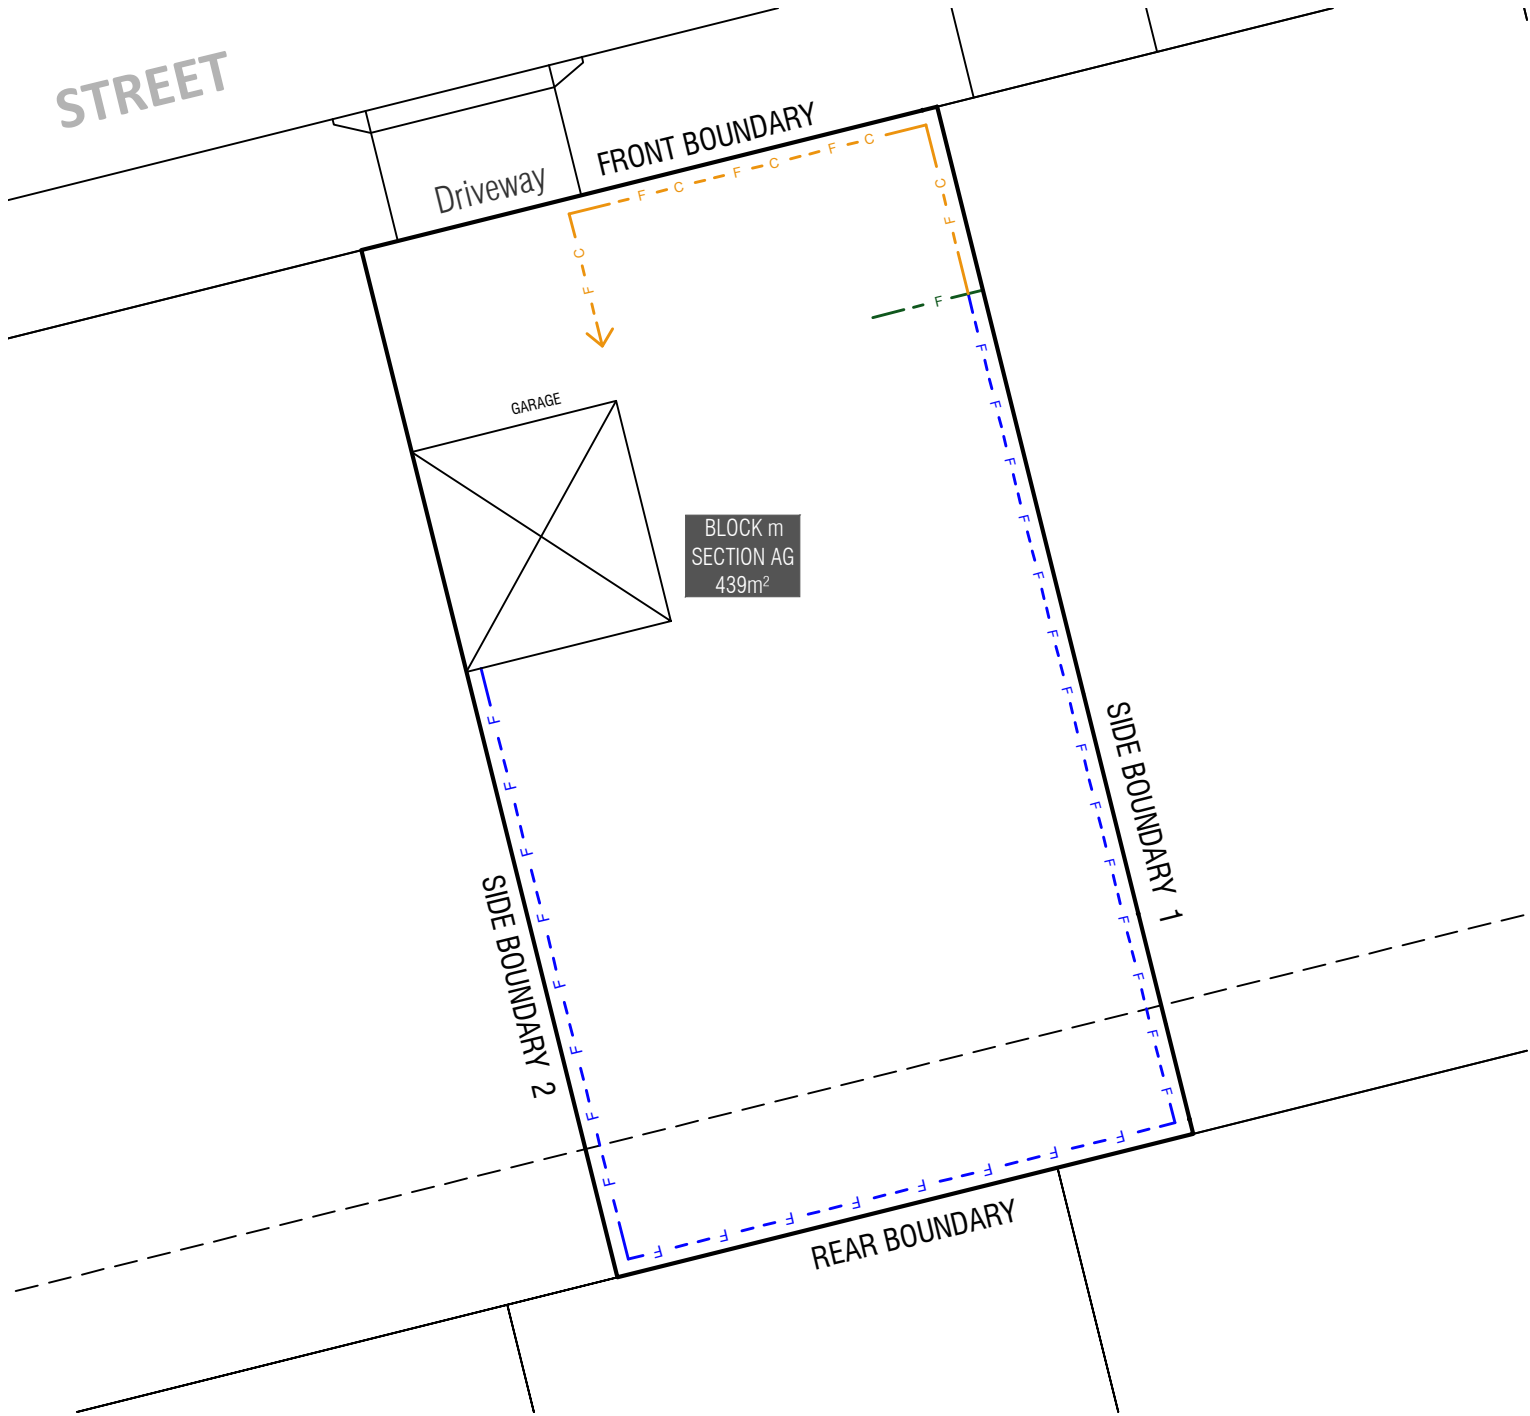 STREET
FRONT BOUNDARY
Driveway
F C F C F C
C F
C F
F
GARAGE
BLOCK m
SECTION AG
439m²
SIDE BOUNDARY 1
SIDE BOUNDARY 2
F F F F F F F F F F F F F F
F F F F F F F F
F F F F F F F F
REAR BOUNDARY